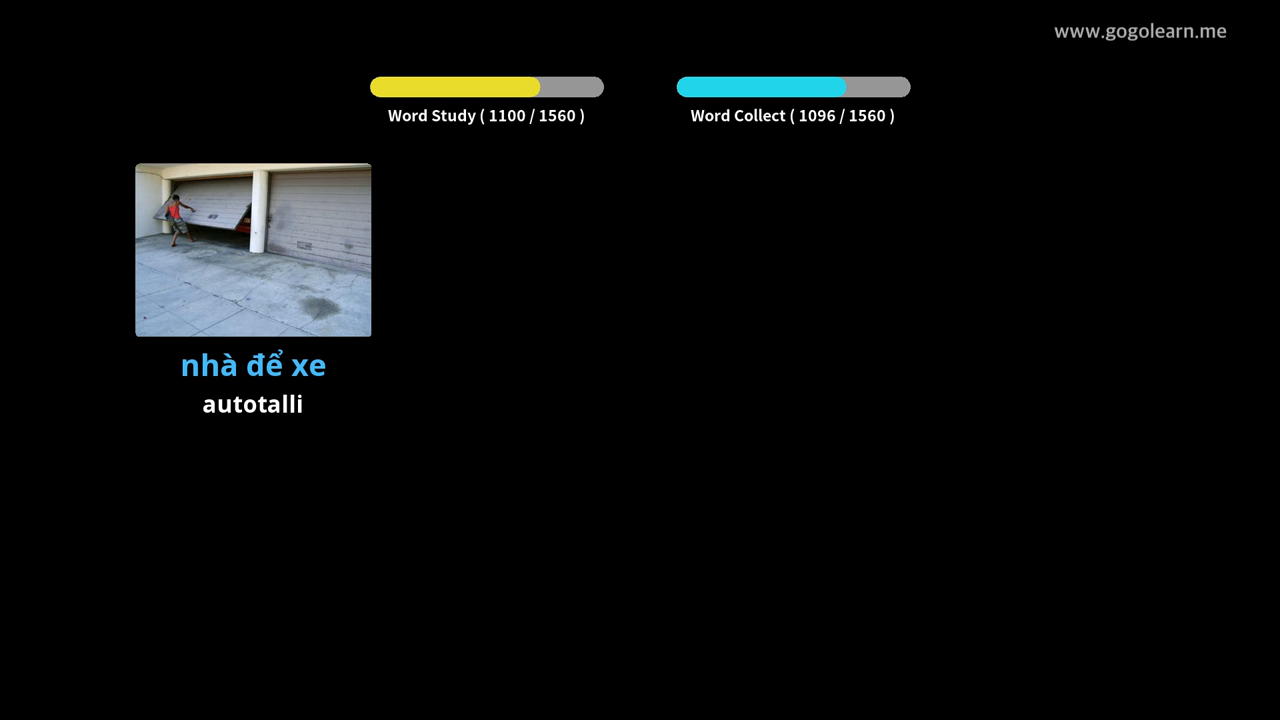 www.gogolearn.me
Word Study ( 1100 / 1560 )
Word Collect ( 1096 / 1560 )
nhà để xe
autotalli